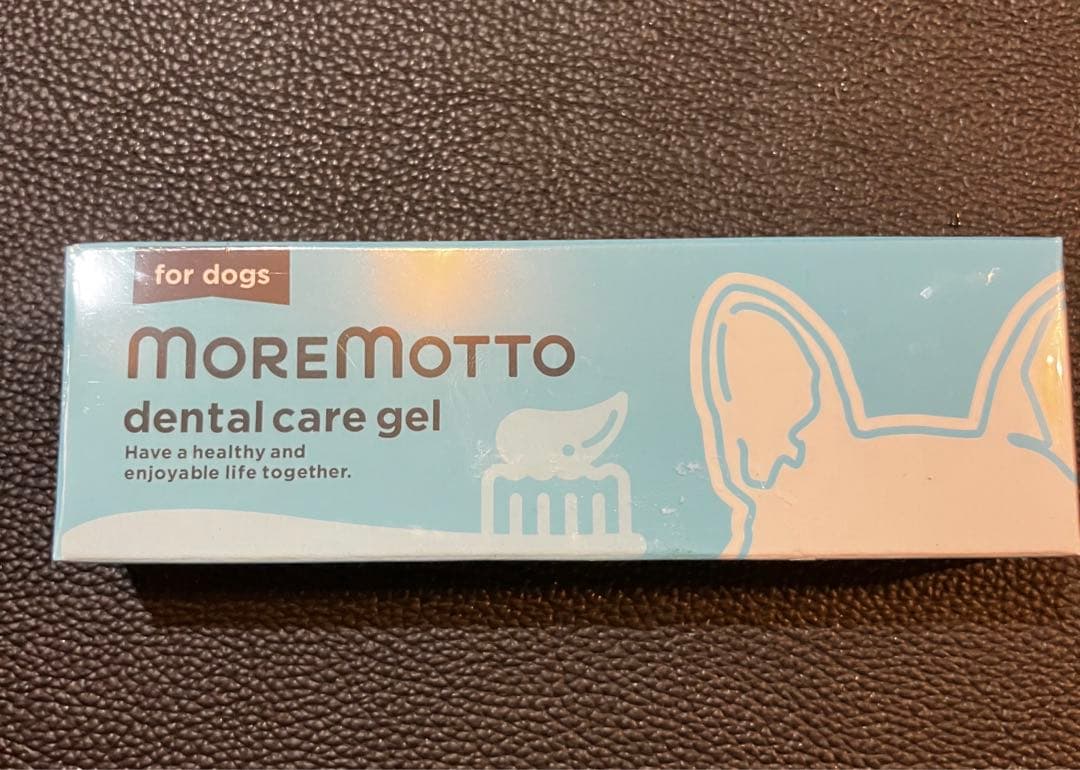 for dogs
MOREMOTTO
dental care gel
Have a healthy and
enjoyable life together.